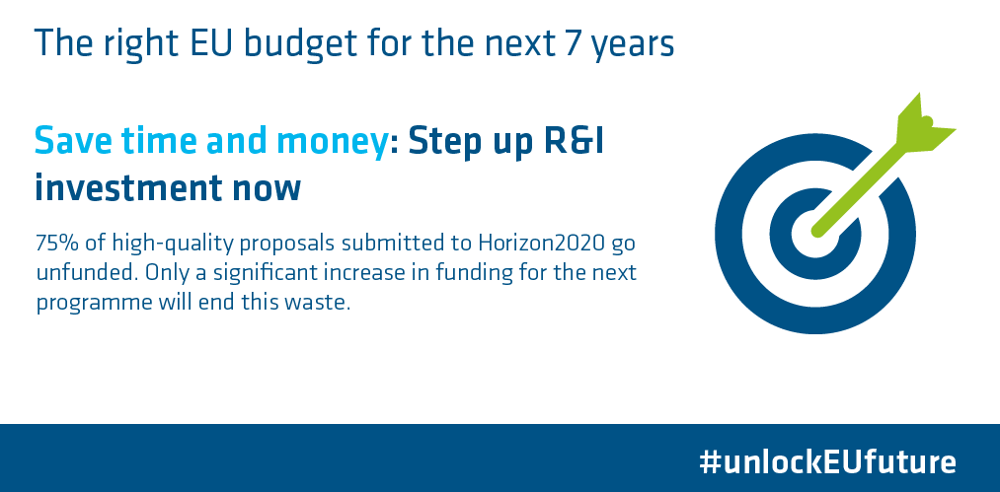 The right EU budget for the next 7 years
Save time and money: Step up R&I
investment now
75% of high-quality proposals submitted to Horizon2020 go
unfunded. Only a significant increase in funding for the next
programme will end this waste.
#unlockEUfuture